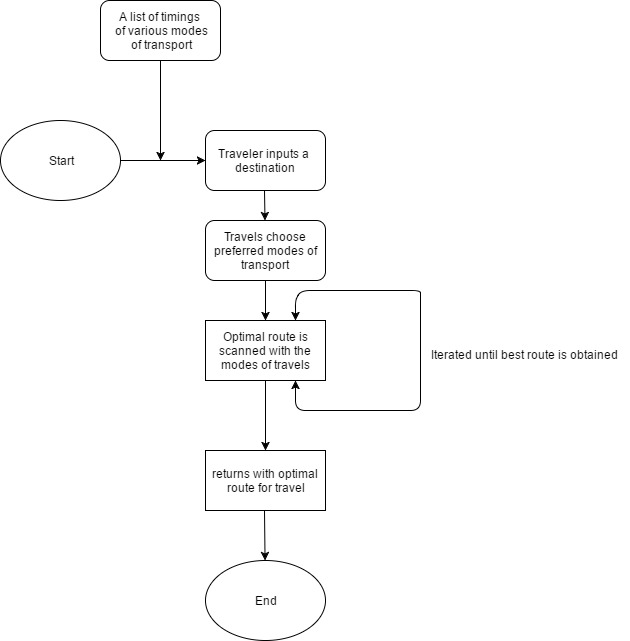 A list of timings
of various modes
of transport
Start
Traveler inputs a
destination
Travels choose
preferred modes of
transport
Optimal route is
scanned with the
modes of travels
Iterated until best route is obtained
returns with optimal
route for travel
End